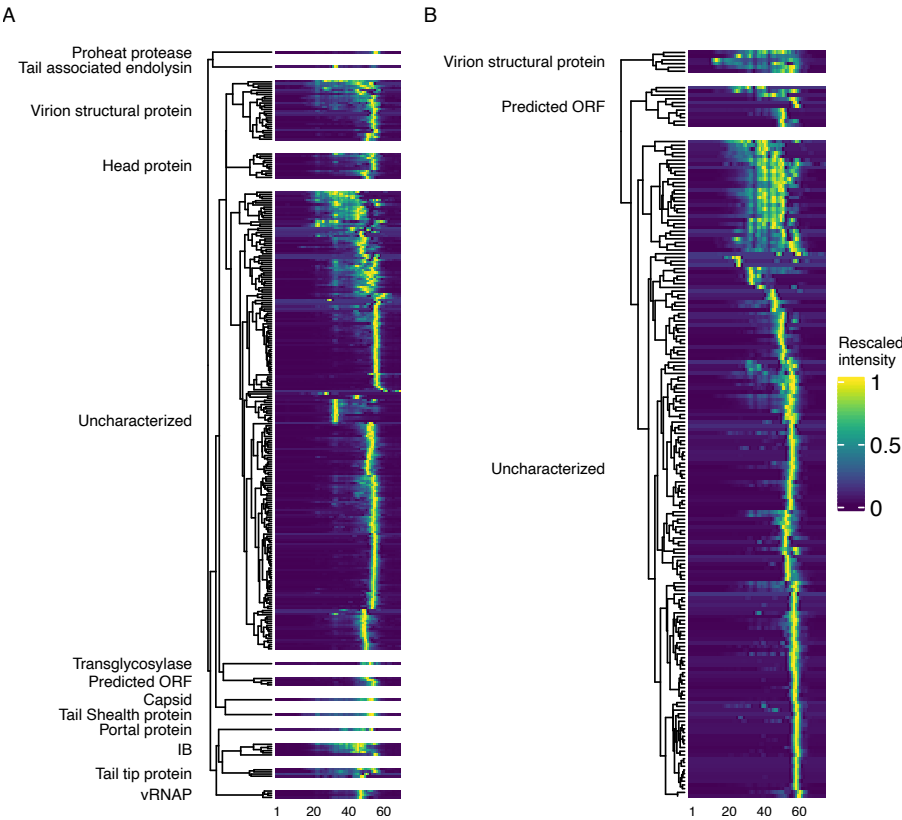 A
B
Proheat protease
Tail associated endolysin
Virion structural protein
Head protein
Uncharacterized
Transglycosylase
Predicted ORF
Capsid
Tail Shealth protein
Portal protein
IB
Tail tip protein
vRNAP
1 20 40 60
Virion structural protein
Predicted ORF
Uncharacterized
1 20 40 60
Rescaled
intensity
1
0.5
0